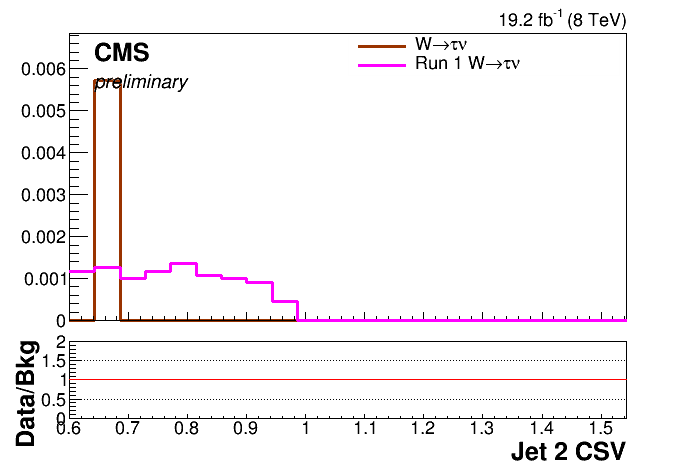 19.2 fb-1 (8 TeV)
CMS
preliminary
W→τν
Run 1 W→τν
0.006
0.005
0.004
0.003
0.002
0.001
0
Data/Bkg
2
1.5
1
0.5
0
0.6 0.7 0.8 0.9 1 1.1 1.2 1.3 1.4 1.5
Jet 2 CSV